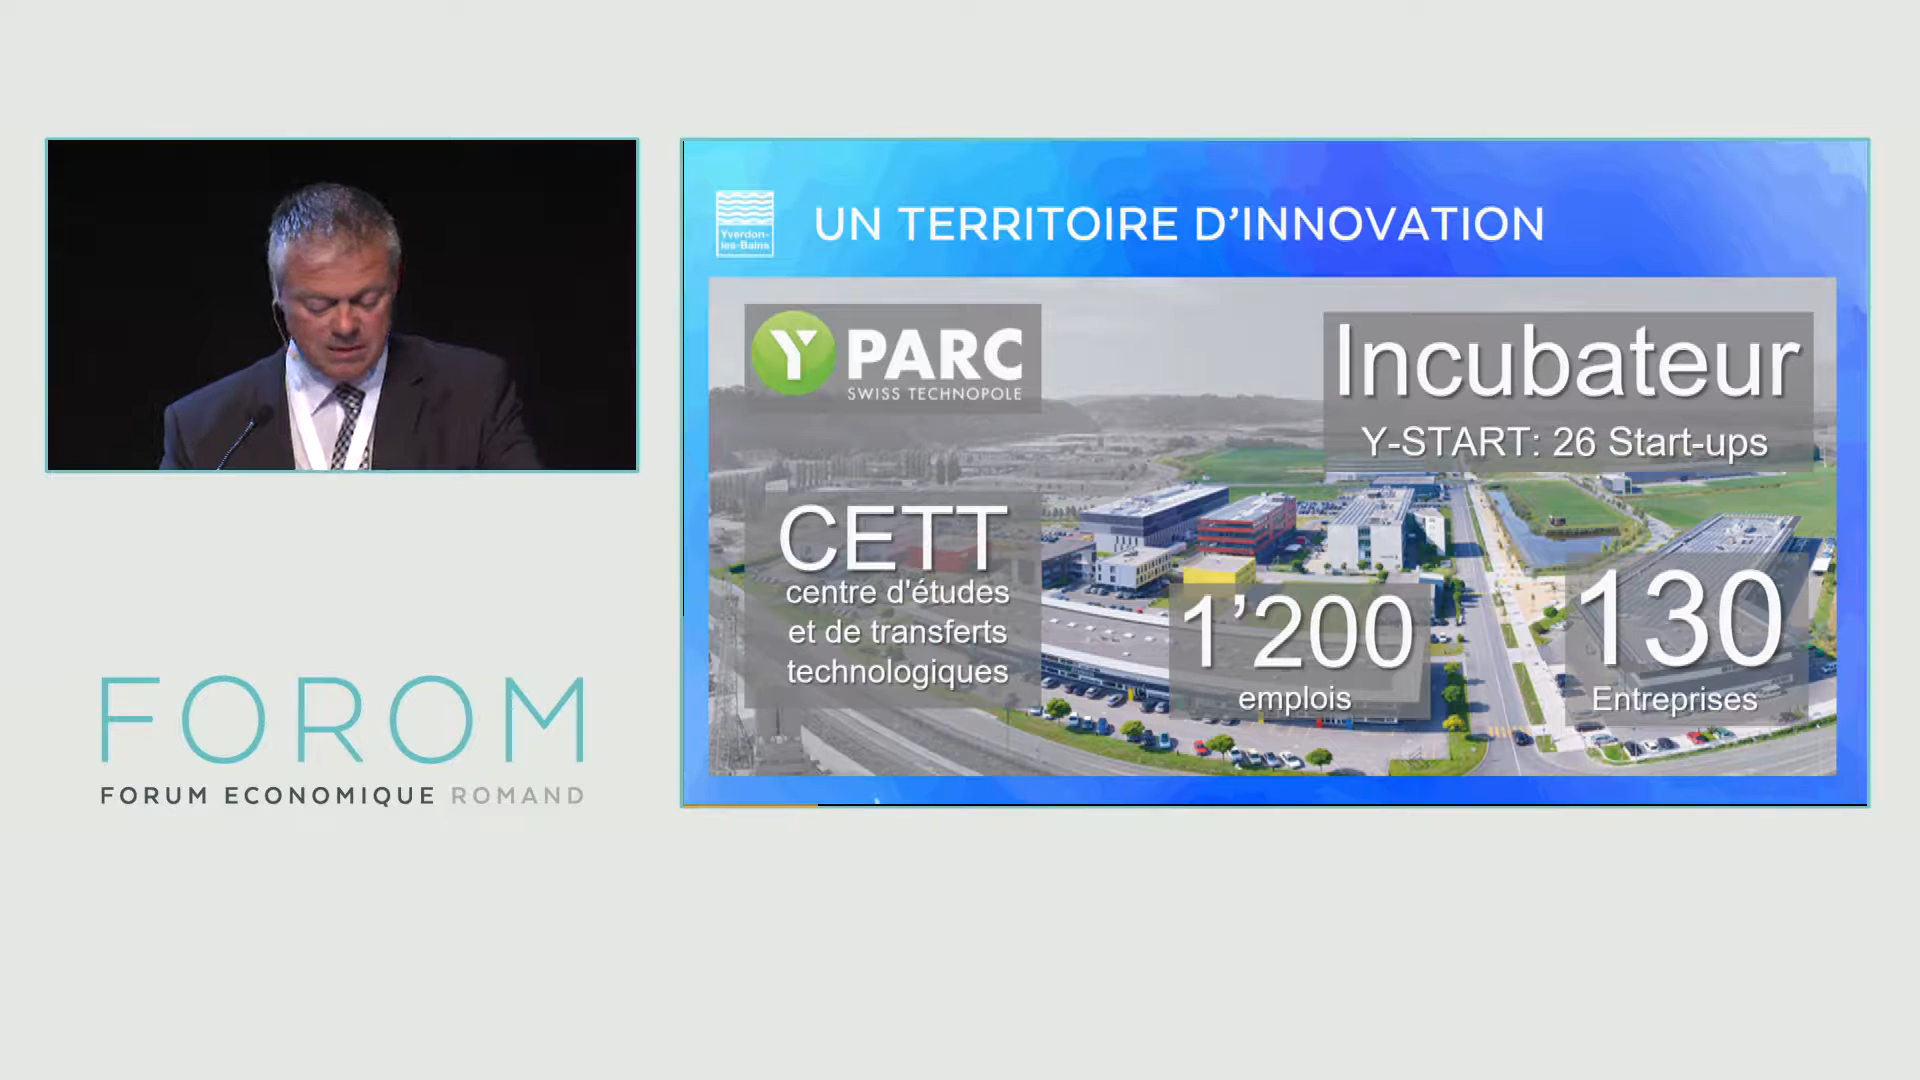 Yverdon-
les-Bains
UN TERRITOIRE D’INNOVATION
Y PARC
SWISS TECHNOPOLE
Incubateur
Y-START: 26 Start-ups
CETT
centre d'études
et de transferts
technologiques
1’200
emplois
130
Entreprises
FOROM
FORUM ECONOMIQUE ROMAND